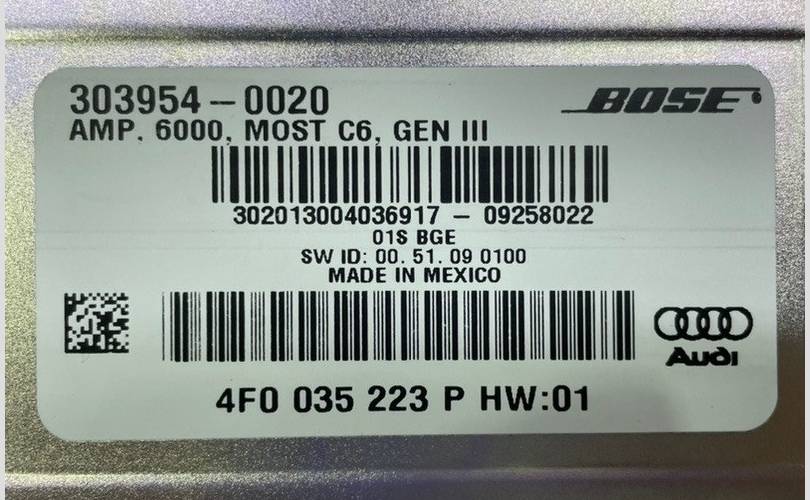 303954-0020
BOSE
AMP. 6000, MOST C6, GEN III
302013004036917 - 09258022
01S BGE
SW ID: 00. 51. 09 0100
MADE IN MEXICO
Audi
4F0 035 223 P HW:01